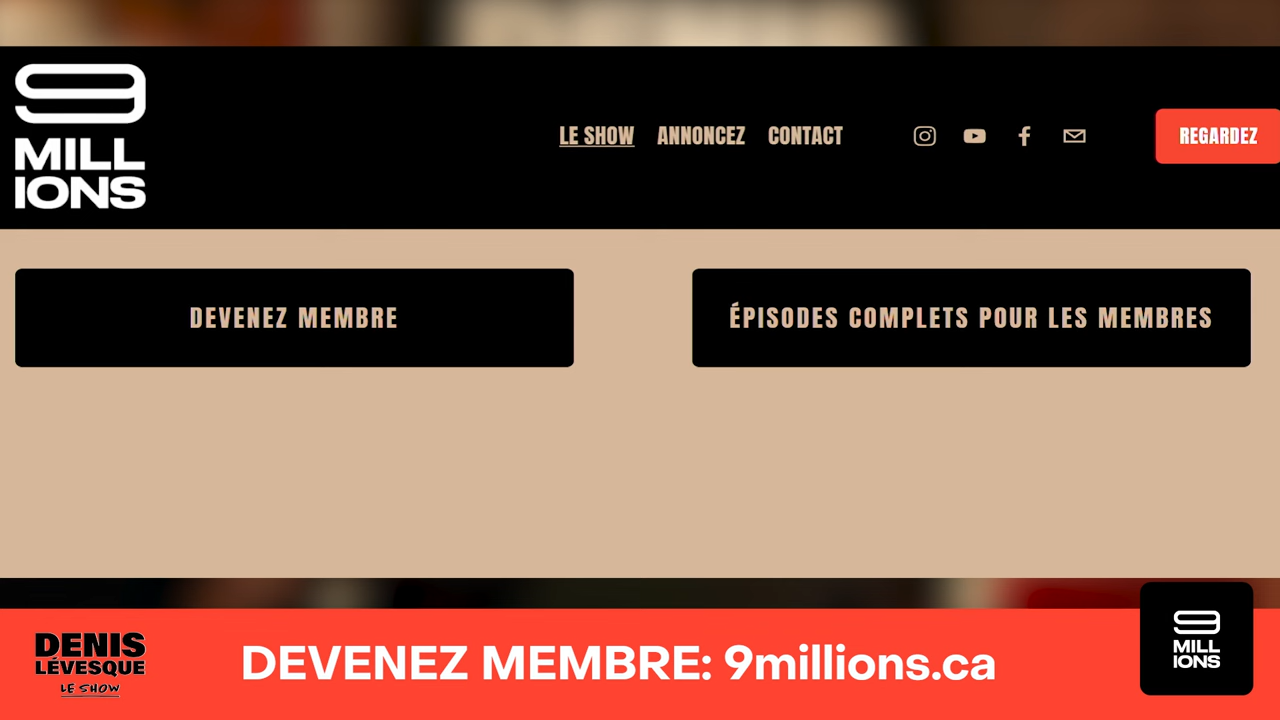 9
MILL
IONS
LE SHOW ANNONCEZ CONTACT
REGARDEZ
DEVENEZ MEMBRE
ÉPISODES COMPLETS POUR LES MEMBRES
DENIS
LÉVESQUE
LE SHOW
DEVENEZ MEMBRE: 9millions.ca
9
MILL
IONS